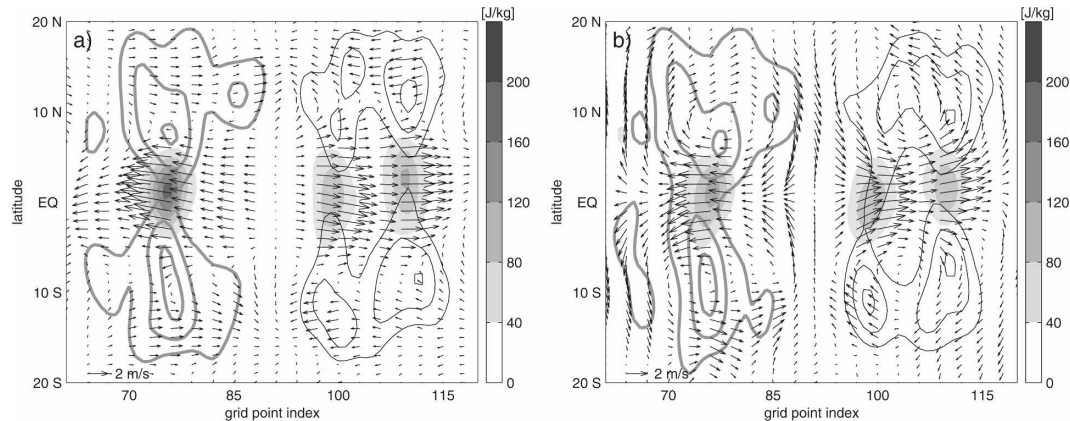 [J/kg]
[J/kg]
20 N
a)
20 N
b)
200
200
10 N
10 N
160
160
latitude
EQ
120
latitude
EQ
120
80
80
10 S
10 S
40
40
2 m/s
2 m/s
20 S
0
20 S
0
70
85
100
115
70
85
100
115
grid point index
grid point index